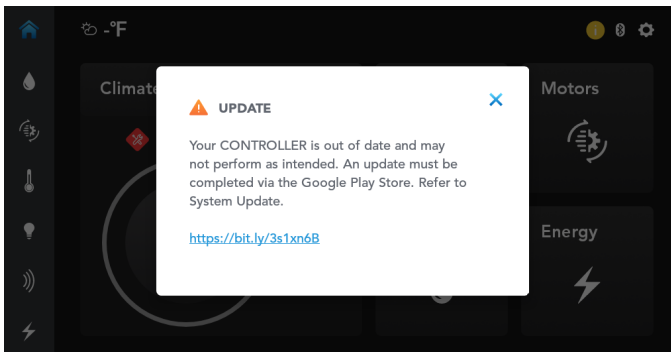 -°F
Climate
UPDATE
Your CONTROLLER is out of date and may
not perform as intended. An update must be
completed via the Google Play Store. Refer to
System Update.
https://bit.ly/3s1xn6B
Motors
Energy